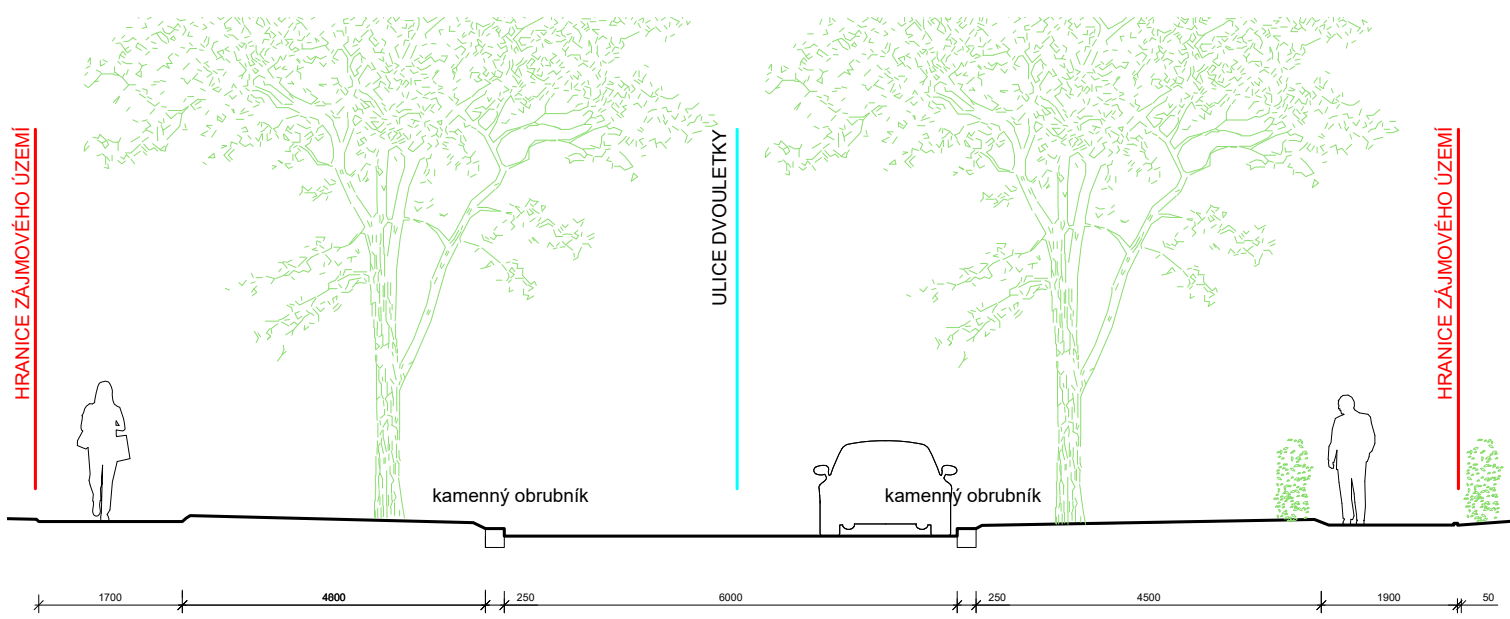 HRANICE ZÁJMOVÉHO ÚZEMÍ
ULICE DVOULETKY
HRANICE ZÁJMOVÉHO ÚZEMÍ
kamenný obrubník
kamenný obrubník
1700
4800
250
6000
250
4500
1900
50